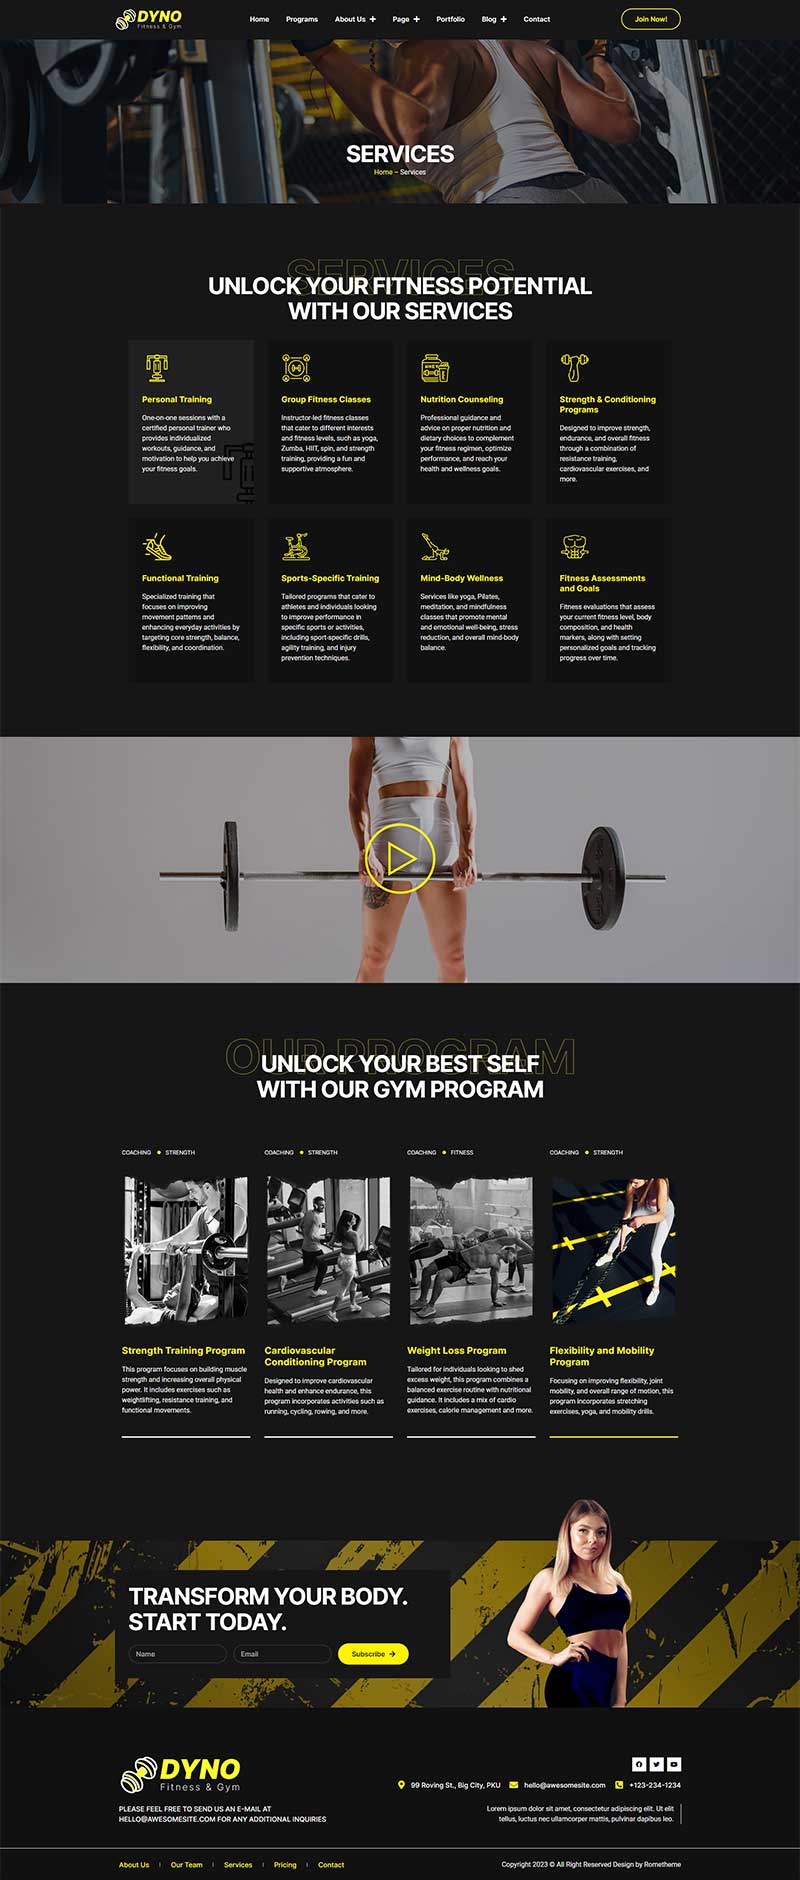 DYNO
Fitness & Gym
Home Programs About Us + Page + Portfolio Blog + Contact
Join Now!
SERVICES
Home – Services
SERVICES
UNLOCK YOUR FITNESS POTENTIAL
WITH OUR SERVICES
Personal Training
One-on-one sessions with a
certified personal trainer who
provides individualized
workouts, guidance, and
motivation to help you achieve
your fitness goals.
Group Fitness Classes
Instructor-led fitness classes
that cater to different interests
and fitness levels, such as yoga,
Zumba, HIIT, spin, and strength
training, providing a fun and
supportive atmosphere.
WHEY
Nutrition Counseling
Professional guidance and
advice on proper nutrition and
dietary choices to complement
your fitness regimen, optimize
performance, and reach your
health and wellness goals.
Strength & Conditioning
Programs
Designed to improve strength,
endurance, and overall fitness
through a combination of
resistance training,
cardiovascular exercises, and
more.
Functional Training
Specialized training that
focuses on improving
movement patterns and
enhancing everyday activities by
targeting core strength, balance,
flexibility, and coordination.
Sports-Specific Training
Tailored programs that cater to
athletes and individuals looking
to improve performance in
specific sports or activities,
including sport-specific drills,
agility training, and injury
prevention techniques.
Mind-Body Wellness
Services like yoga, Pilates,
meditation, and mindfulness
classes that promote mental
and emotional well-being, stress
reduction, and overall mind-body
balance.
Fitness Assessments
and Goals
Fitness evaluations that assess
your current fitness level, body
composition, and health
markers, along with setting
personalized goals and tracking
progress over time.
OUR PROGRAM
UNLOCK YOUR BEST SELF
WITH OUR GYM PROGRAM
COACHING • STRENGTH
Strength Training Program
This program focuses on building muscle
strength and increasing overall physical
power. It includes exercises such as
weightlifting, resistance training, and
functional movements.
COACHING • STRENGTH
Cardiovascular
Conditioning Program
Designed to improve cardiovascular
health and enhance endurance, this
program incorporates activities such as
running, cycling, rowing, and more.
COACHING • FITNESS
Weight Loss Program
Tailored for individuals looking to shed
excess weight, this program combines a
balanced exercise routine with nutritional
guidance. It includes a mix of cardio
exercises, calorie management and more.
COACHING • STRENGTH
Flexibility and Mobility
Program
Focusing on improving flexibility, joint
mobility, and overall range of motion, this
program incorporates stretching
exercises, yoga, and mobility drills.
TRANSFORM YOUR BODY.
START TODAY.
Name Email Subscribe →
DYNO
Fitness & Gym
PLEASE FEEL FREE TO SEND US AN E-MAIL AT
HELLO@AWESOMESITE.COM FOR ANY ADDITIONAL INQUIRIES
99 Roving St., Big City, PKU hello@awesomesite.com +123-234-1234
Lorem ipsum dolor sit amet, consectetur adipiscing elit. Ut elit
tellus, luctus nec ullamcorper mattis, pulvinar dapibus leo.
About Us | Our Team | Services | Pricing | Contact
Copyright 2023 © All Right Reserved Design by Rometheme